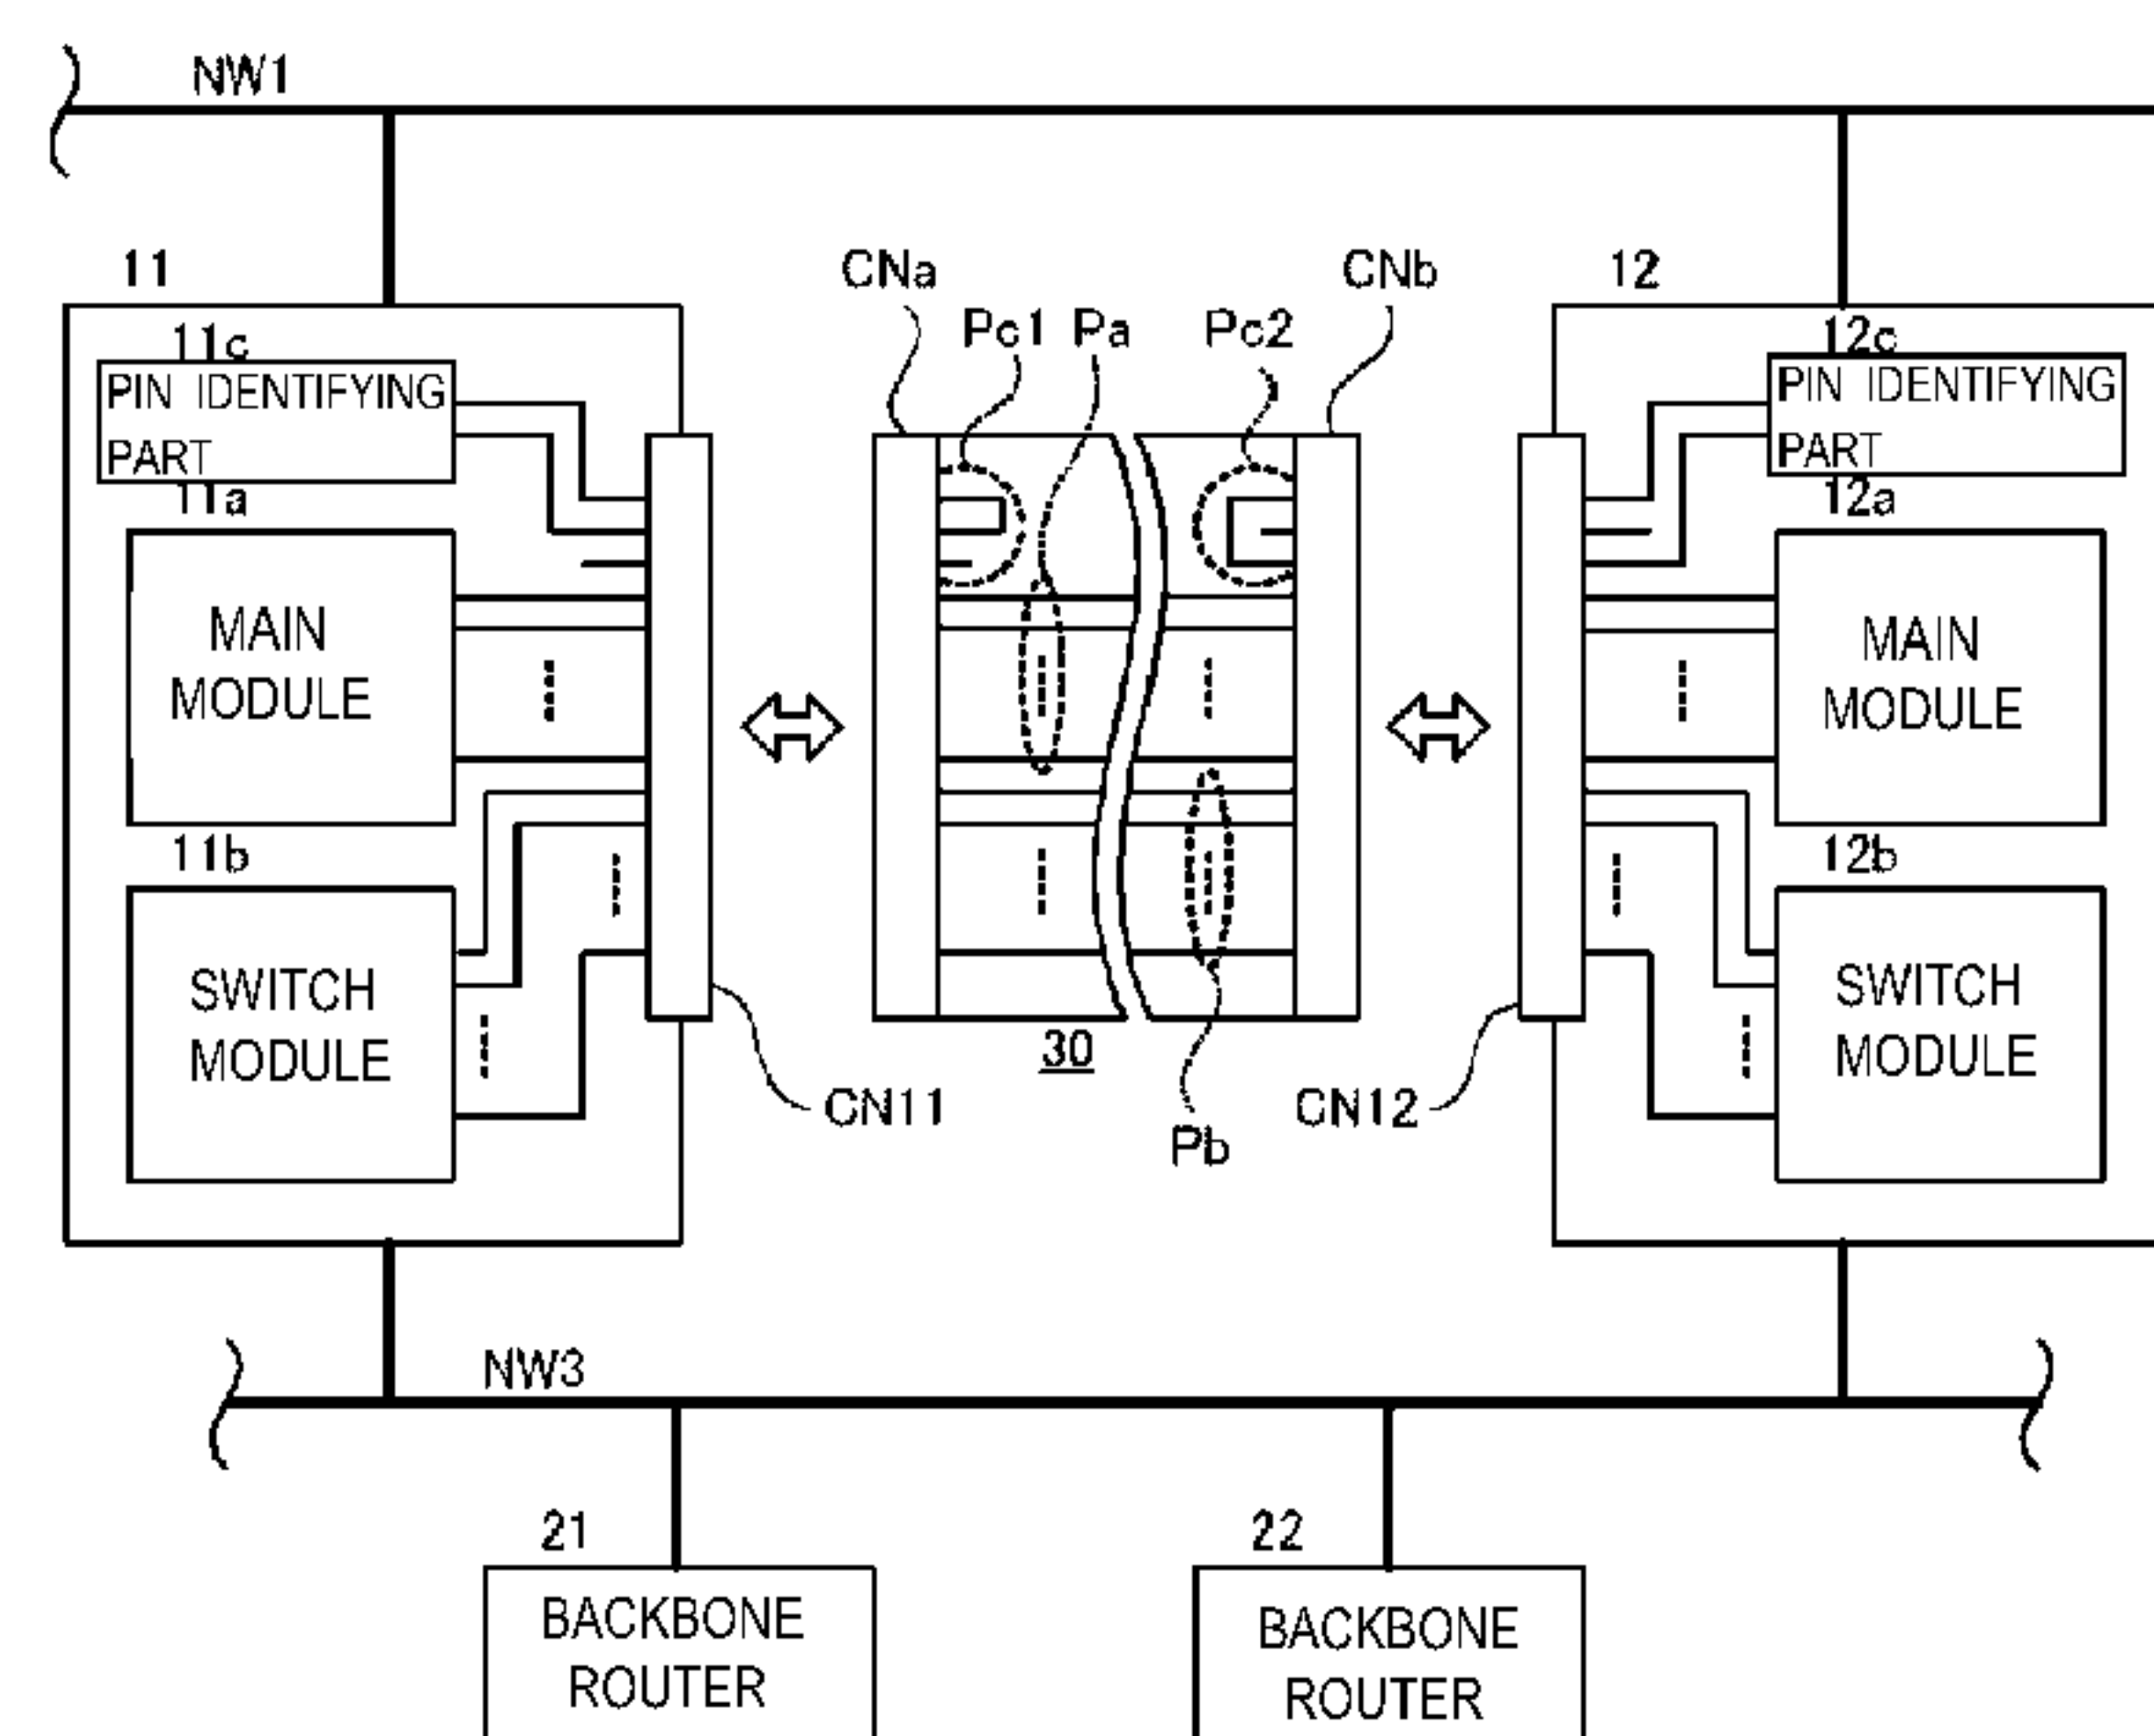 NW1
11
CNa
CNb
12
Pc1
Pa
Pc2
11c
12c
PIN IDENTIFYING
PART
PIN IDENTIFYING
PART
11a
12a
MAIN
MODULE
MAIN
MODULE
11b
12b
SWITCH
MODULE
SWITCH
MODULE
30
CN11
CN12
Pb
NW3
21
22
BACKBONE
ROUTER
BACKBONE
ROUTER